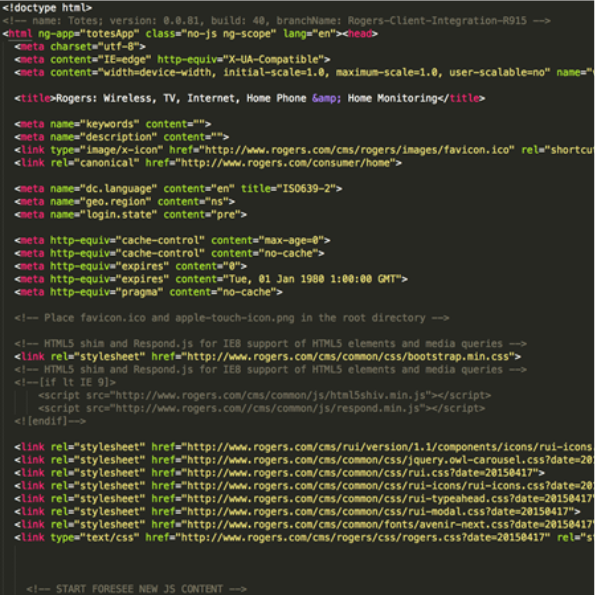 <!doctype html>
<!-- name: Totes; version: 0.0.81, build: 40, branchName: Rogers-Client-Integration-R915 -->
<html ng-app="totesApp" class="no-js ng-scope" lang="en"><head>
<meta charset="utf-8">
<meta content="IE=edge" http-equiv="X-UA-Compatible">
<meta content="width=device-width, initial-scale=1.0, maximum-scale=1.0, user-scalable=no" name="
<title>Rogers: Wireless, TV, Internet, Home Phone &amp; Home Monitoring</title>
<meta name="keywords" content="">
<meta name="description" content="">
<link type="image/x-icon" href="http://www.rogers.com/cms/rogers/images/favicon.ico" rel="shortcut
<link rel="canonical" href="http://www.rogers.com/consumer/home">
<meta name="dc.language" content="en" title="ISO639-2">
<meta name="geo.region" content="ns">
<meta name="login.state" content="pre">
<meta http-equiv="cache-control" content="max-age=0">
<meta http-equiv="cache-control" content="no-cache">
<meta http-equiv="expires" content="0">
<meta http-equiv="expires" content="Tue, 01 Jan 1980 1:00:00 GMT">
<meta http-equiv="pragma" content="no-cache">
<!-- Place favicon.ico and apple-touch-icon.png in the root directory -->
<!-- HTML5 shim and Respond.js for IE8 support of HTML5 elements and media queries -->
<link rel="stylesheet" href="http://www.rogers.com/cms/common/css/bootstrap.min.css">
<!-- HTML5 shim and Respond.js for IE8 support of HTML5 elements and media queries -->
<!--[if lt IE 9]>
<script src="http://www.rogers.com/cms/common/js/html5shiv.min.js"></script>
<script src="http://www.rogers.com//cms/common/js/respond.min.js"></script>
<![endif]-->
<link rel="stylesheet" href="http://www.rogers.com/cms/rui/version/1.1/components/icons/rui-icons
<link rel="stylesheet" href="http://www.rogers.com/cms/common/css/jquery.owl-carousel.css?date=20
<link rel="stylesheet" href="http://www.rogers.com/cms/common/css/rui.css?date=20150417">
<link rel="stylesheet" href="http://www.rogers.com/cms/common/css/rui-icons/rui-icons.css?date=20
<link rel="stylesheet" href="http://www.rogers.com/cms/common/css/rui-typeahead.css?date=20150417
<link rel="stylesheet" href="http://www.rogers.com/cms/common/css/rui-modal.css?date=20150417">
<link rel="stylesheet" href="http://www.rogers.com/cms/common/fonts/avenir-next.css?date=20150417
<link type="text/css" href="http://www.rogers.com/cms/rogers/css/rogers.css?date=20150417" rel="s
<!-- START FORESEE NEW JS CONTENT -->